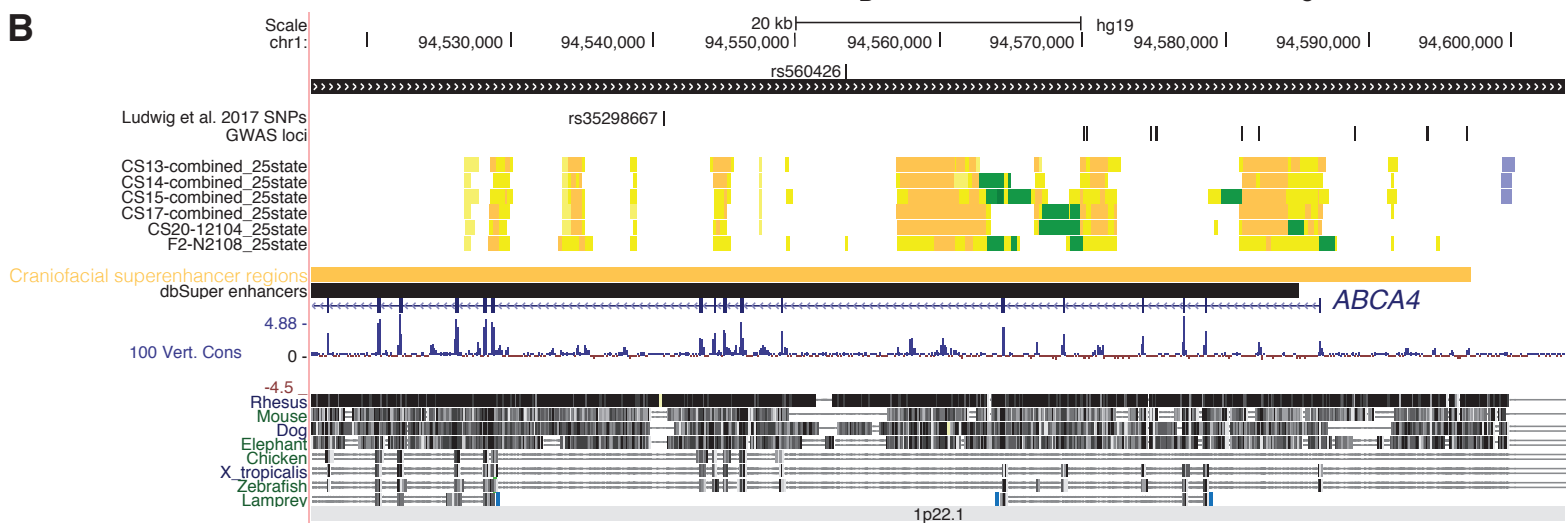 B
Scale 20 kb hg19
chr1: 94,530,000 94,540,000 94,550,000 94,560,000 94,570,000 94,580,000 94,590,000 94,600,000
rs560426
Ludwig et al. 2017 SNPs rs35298667
GWAS loci
CS13-combined_25state
CS14-combined_25state
CS15-combined_25state
CS17-combined_25state
CS20-12104_25state
F2-N2108_25state
Craniofacial superenhancer regions
dbSuper enhancers
ABCA4
4.88 -
100 Vert. Cons
0 -
-4.5 _
Rhesus
Mouse
Dog
Elephant
Chicken
X_tropicalis
Zebrafish
Lamprey
1p22.1